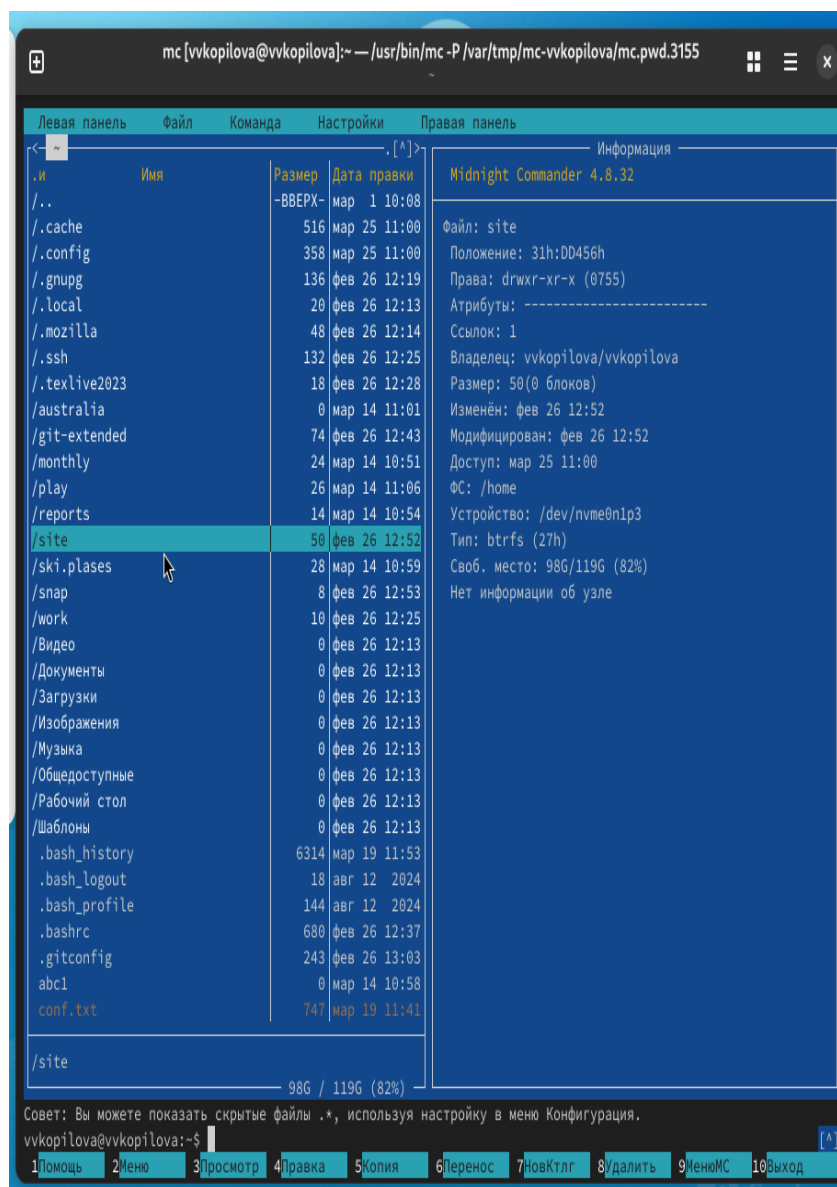 mc [vvkopilova@vvkopilova]:~ — /usr/bin/mc -P /var/tmp/mc-vvkopilova/mc.pwd.3155
~
Левая панель Файл Команда Настройки Правая панель
<- ~ .[^]>
.и Имя Размер Дата правки
/.. -ВВЕРХ- мар 1 10:08
/.cache 516 мар 25 11:00
/.config 358 мар 25 11:00
/.gnupg 136 фев 26 12:19
/.local 20 фев 26 12:13
/.mozilla 48 фев 26 12:14
/.ssh 132 фев 26 12:25
/.texlive2023 18 фев 26 12:28
/australia 0 мар 14 11:01
/git-extended 74 фев 26 12:43
/monthly 24 мар 14 10:51
/play 26 мар 14 11:06
/reports 14 мар 14 10:54
/site 50 фев 26 12:52
/ski.plases 28 мар 14 10:59
/snap 8 фев 26 12:53
/work 10 фев 26 12:25
/Видео 0 фев 26 12:13
/Документы 0 фев 26 12:13
/Загрузки 0 фев 26 12:13
/Изображения 0 фев 26 12:13
/Музыка 0 фев 26 12:13
/Общедоступные 0 фев 26 12:13
/Рабочий стол 0 фев 26 12:13
/Шаблоны 0 фев 26 12:13
.bash_history 6314 мар 19 11:53
.bash_logout 18 авг 12 2024
.bash_profile 144 авг 12 2024
.bashrc 680 фев 26 12:37
.gitconfig 243 фев 26 13:03
abc1 0 мар 14 10:58
conf.txt 747 мар 19 11:41
/site
98G / 119G (82%)
Информация
Midnight Commander 4.8.32
Файл: site
Положение: 31h:DD456h
Права: drwxr-xr-x (0755)
Атрибуты: -------------------------
Ссылок: 1
Владелец: vvkopilova/vvkopilova
Размер: 50(0 блоков)
Изменён: фев 26 12:52
Модифицирован: фев 26 12:52
Доступ: мар 25 11:00
ФС: /home
Устройство: /dev/nvme0n1p3
Тип: btrfs (27h)
Своб. место: 98G/119G (82%)
Нет информации об узле
Совет: Вы можете показать скрытые файлы .*, используя настройку в меню Конфигурация.
vvkopilova@vvkopilova:~$ [^]
1Помощь 2Меню 3Просмотр 4Правка 5Копия 6Перенос 7НовКтлг 8Удалить 9МенюМС 10Выход